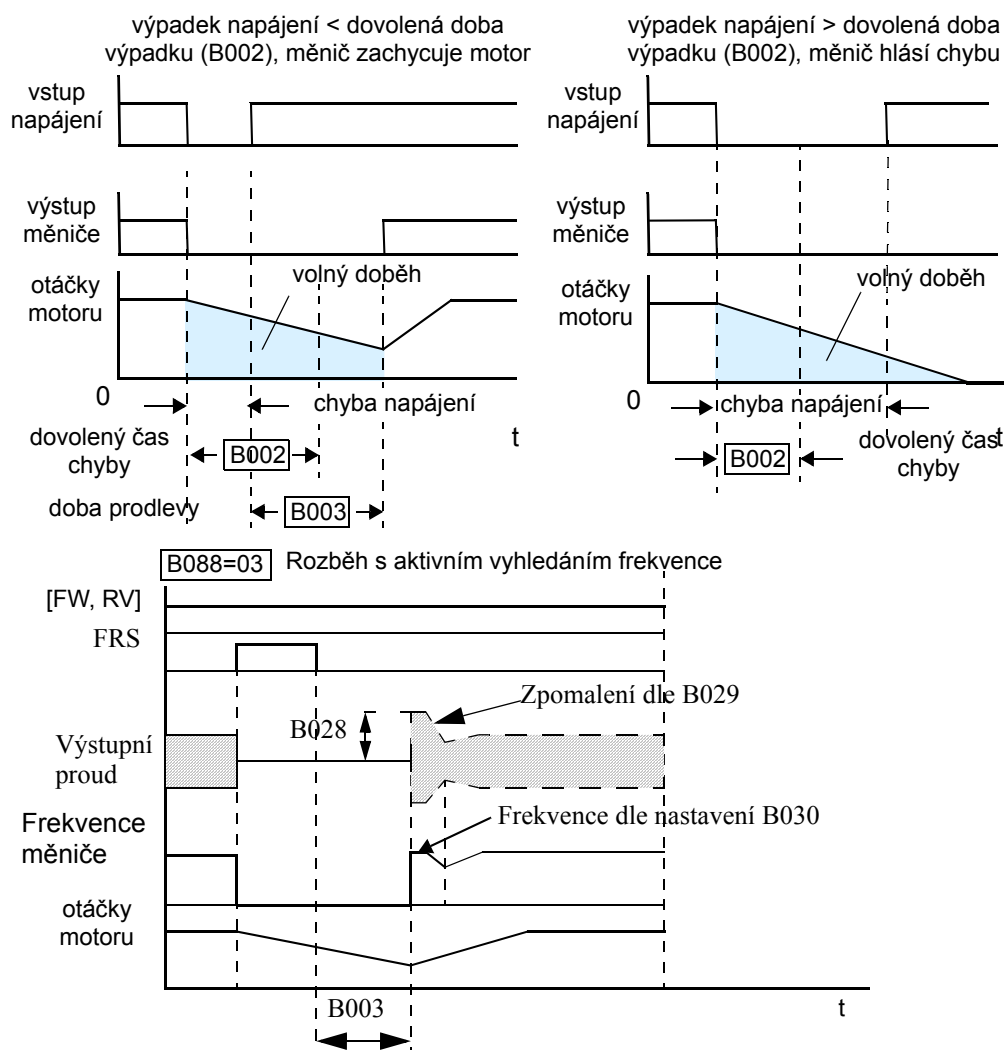 výpadek napájení < dovolená doba
výpadku (B002), měnič zachycuje motor
vstup
napájení
výstup
měniče
otáčky
motoru
volný doběh
0
chyba napájení
t
dovolený čas
chyby
B002
doba prodlevy
B003
výpadek napájení > dovolená doba
výpadku (B002), měnič hlásí chybu
vstup
napájení
výstup
měniče
otáčky
motoru
volný doběh
0
chyba napájení
t
B002
dovolený čas
chyby
B088=03 Rozběh s aktivním vyhledáním frekvence
[FW, RV]
FRS
Zpomalení dle B029
B028
Výstupní
proud
Frekvence dle nastavení B030
Frekvence
měniče
otáčky
motoru
B003
t